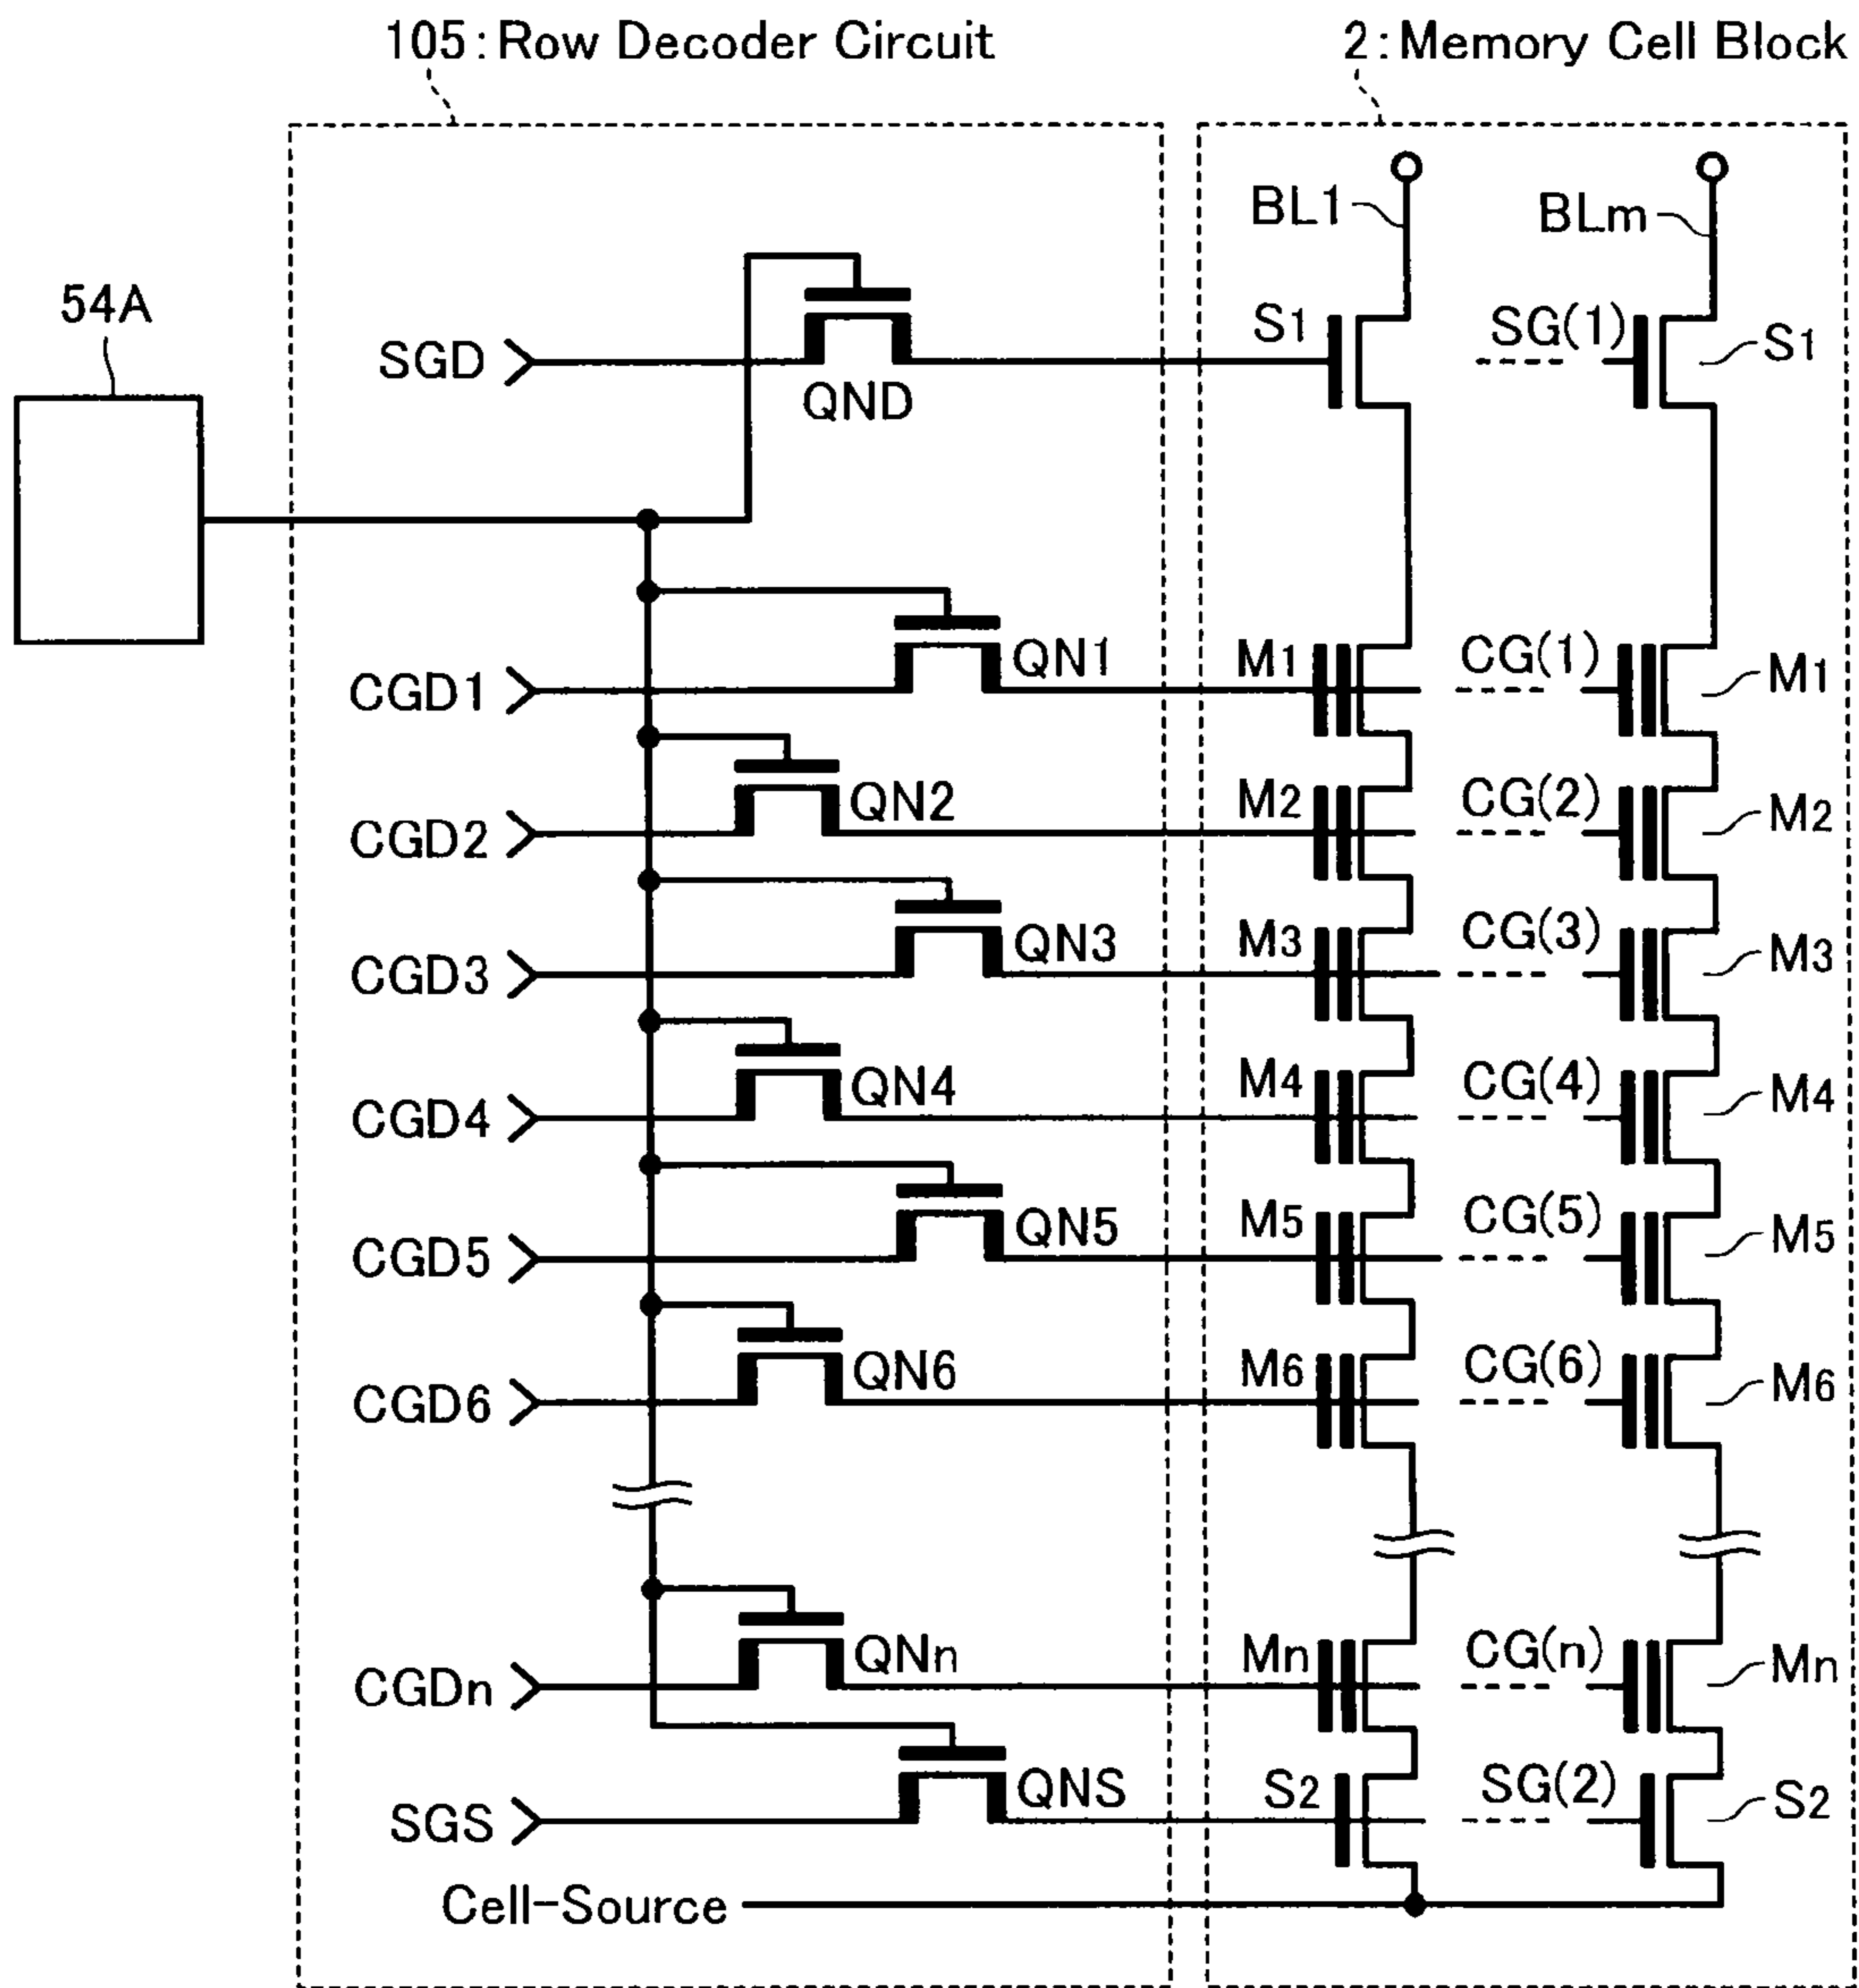 105:Row Decoder Circuit 2:Memory Cell Block
BL1 BLm
54A
SGD QND S1 SG(1) S1
CGD1 QN1 M1 CG(1) M1
CGD2 QN2 M2 CG(2) M2
CGD3 QN3 M3 CG(3) M3
CGD4 QN4 M4 CG(4) M4
CGD5 QN5 M5 CG(5) M5
CGD6 QN6 M6 CG(6) M6
CGDn QNn Mn CG(n) Mn
SGS QNS S2 SG(2) S2
Cell-Source